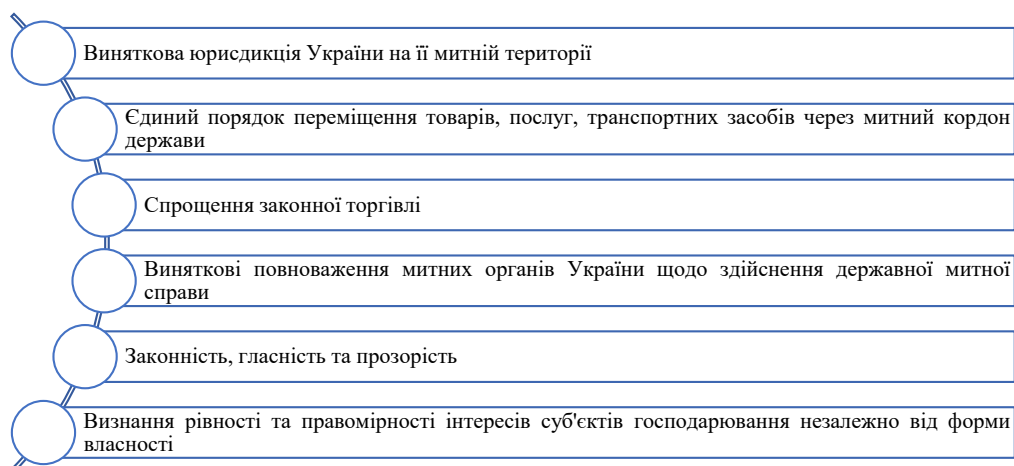 Виняткова юрисдикція України на її митній території
Єдиний порядок переміщення товарів, послуг, транспортних засобів через митний кордон
держави
Спрощення законної торгівлі
Виняткові повноваження митних органів України щодо здійснення державної митної
справи
Законність, гласність та прозорість
Визнання рівності та правомірності інтересів суб'єктів господарювання незалежно від форми
власності